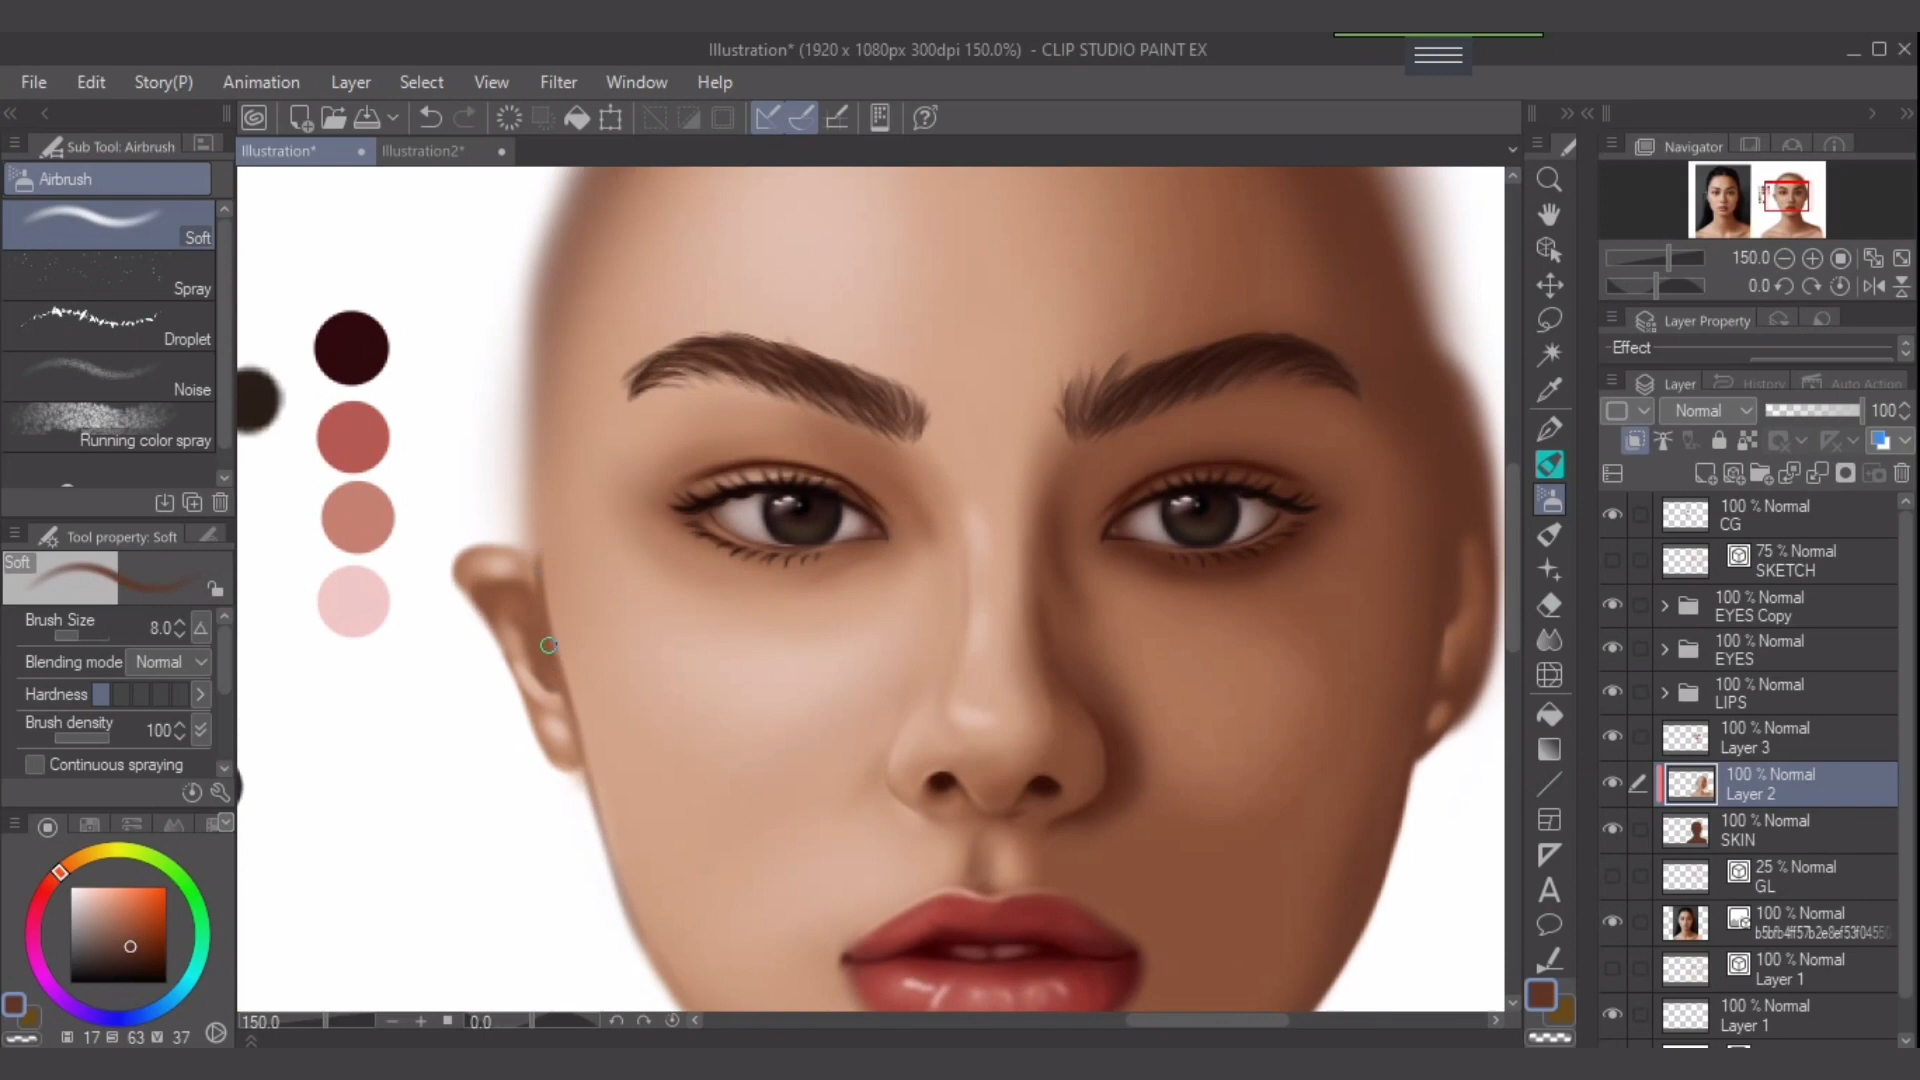 Illustration* (1920 x 1080px 300dpi 150.0%) - CLIP STUDIO PAINT EX
File Edit Story(P) Animation Layer Select View Filter Window Help
Sub Tool: Airbrush
Illustration* Illustration2*
Airbrush
Soft
Spray
Droplet
Noise
Running color spray
Tool property: Soft
Soft
Brush Size 8.0
Blending mode Normal
Hardness
Brush density 100
Continuous spraying
H 17 S 63 V 37
150.0 0.0
Navigator
150.0
0.0
Layer Property
Effect
Layer History Auto Action
Normal 100
100 % Normal
CG
75 % Normal
SKETCH
100 % Normal
EYES Copy
100 % Normal
EYES
100 % Normal
LIPS
100 % Normal
Layer 3
100 % Normal
Layer 2
100 % Normal
SKIN
25 % Normal
GL
100 % Normal
b5bfb4ff57b2e8ef53f04550
100 % Normal
Layer 1
100 % Normal
Layer 1